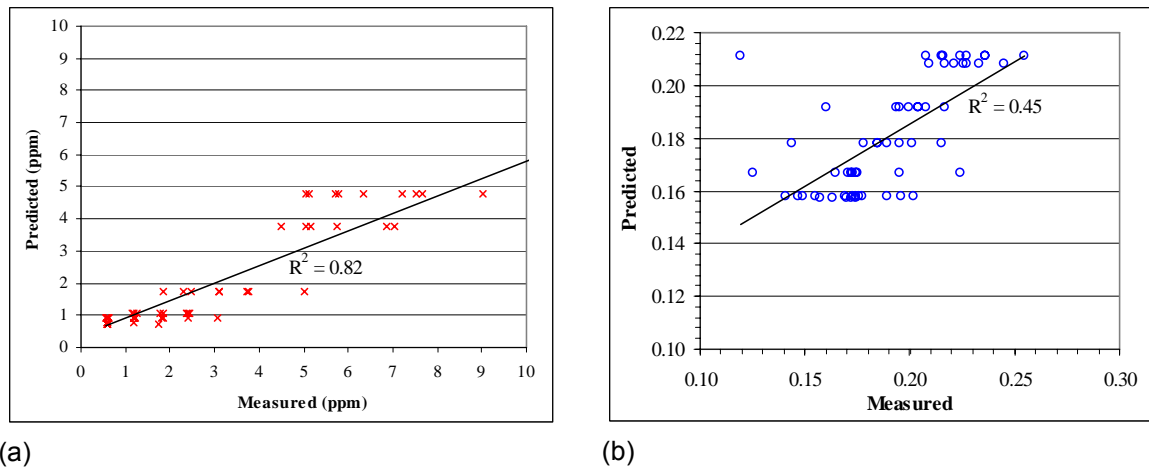 10
9
8
7
6
5
4
3
2
1
0
Predicted (ppm)
R² = 0.82
0 1 2 3 4 5 6 7 8 9 10
Measured (ppm)
(a)
0.22
0.20
0.18
0.16
0.14
0.12
0.10
Predicted
R² = 0.45
0.10 0.15 0.20 0.25 0.30
Measured
(b)